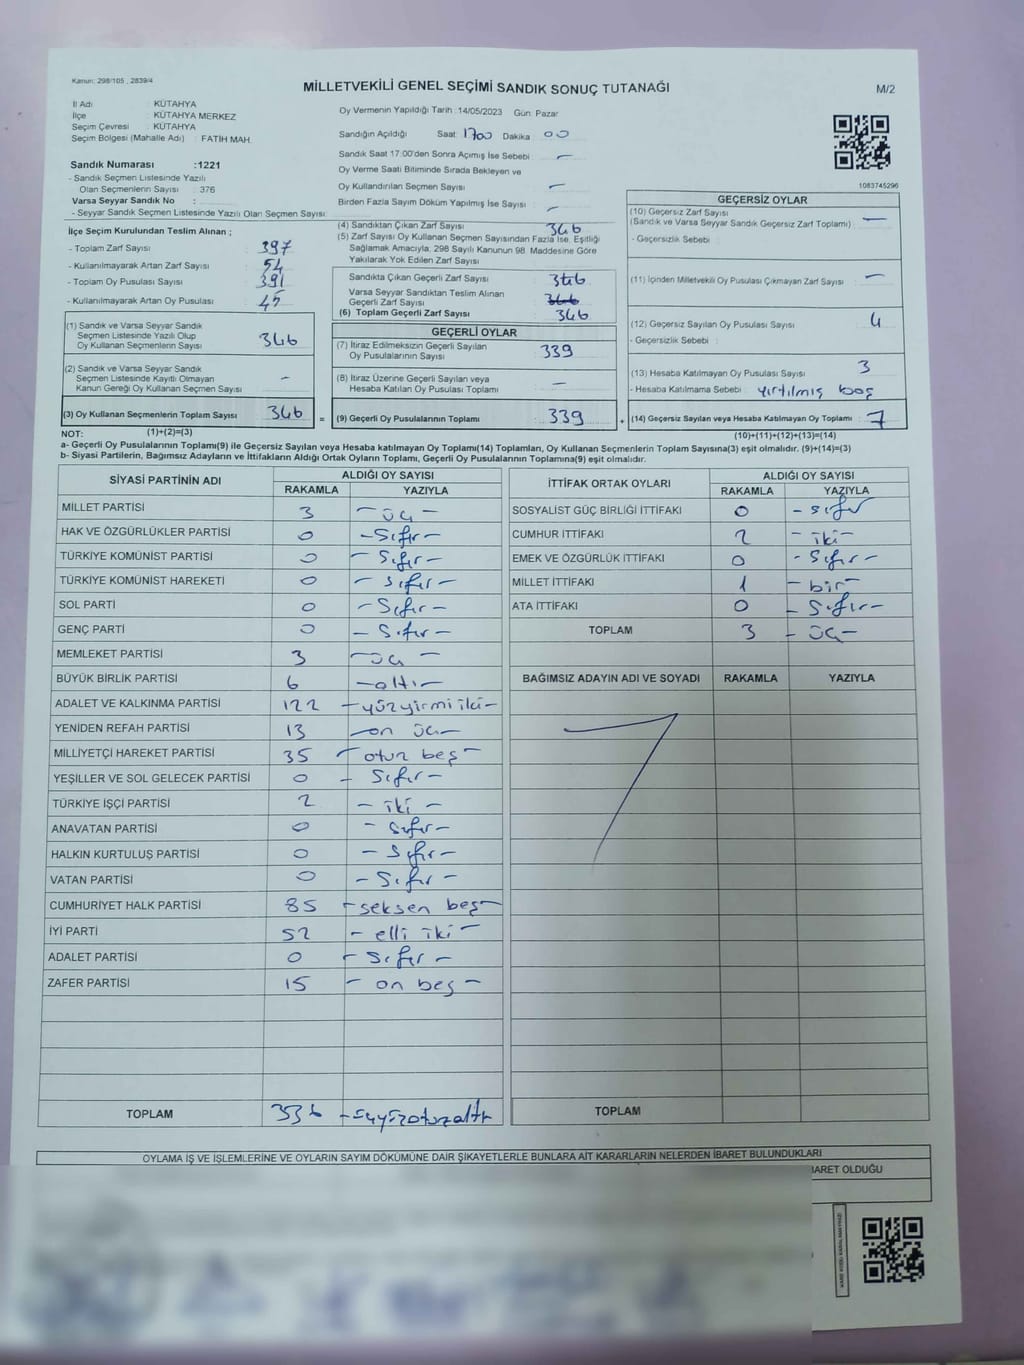 Kanun: 298/105 , 2839/4
MİLLETVEKİLİ GENEL SEÇİMİ SANDIK SONUÇ TUTANAĞI
M/2
İl Adı : KÜTAHYA
İlçe : KÜTAHYA MERKEZ
Seçim Çevresi : KÜTAHYA
Seçim Bölgesi (Mahalle Adı) : FATİH MAH.
Oy Vermenin Yapıldığı Tarih :14/05/2023 Gün: Pazar
Sandığın Açıldığı Saat: 17:00 Dakika : 00
Sandık Saat 17:00'den Sonra Açımış İse Sebebi : -
Oy Verme Saati Bitiminde Sırada Bekleyen ve
Oy Kullandırılan Seçmen Sayısı : -
Birden Fazla Sayım Döküm Yapılmış İse Sayısı : -
1083745296
Sandık Numarası :1221
- Sandık Seçmen Listesinde Yazılı
Olan Seçmenlerin Sayısı : 376
Varsa Seyyar Sandık No :
- Seyyar Sandık Seçmen Listesinde Yazılı Olan Seçmen Sayısı:
İlçe Seçim Kurulundan Teslim Alınan ;
- Toplam Zarf Sayısı : 397
- Kullanılmayarak Artan Zarf Sayısı : 54
- Toplam Oy Pusulası Sayısı : 391
- Kullanılmayarak Artan Oy Pusulası : 45
(1) Sandık ve Varsa Seyyar Sandık
Seçmen Listesinde Yazılı Olup
Oy Kullanan Seçmenlerin Sayısı : 346
(2) Sandık ve Varsa Seyyar Sandık
Seçmen Listesinde Kayıtlı Olmayan
Kanun Gereği Oy Kullanan Seçmen Sayısı : -
(3) Oy Kullanan Seçmenlerin Toplam Sayısı : 346 =
(1)+(2)=(3)
(4) Sandıktan Çıkan Zarf Sayısı : 346
(5) Zarf Sayısı Oy Kullanan Seçmen Sayısından Fazla İse, Eşitliği
Sağlamak Amacıyla, 298 Sayılı Kanunun 98. Maddesine Göre
Yakılarak Yok Edilen Zarf Sayısı :
Sandıkta Çıkan Geçerli Zarf Sayısı : 346
Varsa Seyyar Sandıktan Teslim Alınan
Geçerli Zarf Sayısı : 346
(6) Toplam Geçerli Zarf Sayısı : 346
GEÇERLİ OYLAR
(7) İtiraz Edilmeksizin Geçerli Sayılan
Oy Pusulalarının Sayısı : 339
(8) İtiraz Üzerine Geçerli Sayılan veya
Hesaba Katılan Oy Pusulası Toplamı : -
(9) Geçerli Oy Pusulalarının Toplamı : 339 +
GEÇERSİZ OYLAR
(10) Geçersiz Zarf Sayısı
(Sandık ve Varsa Seyyar Sandık Geçersiz Zarf Toplamı) : -
- Geçersizlik Sebebi :
(11) İçinden Milletvekili Oy Pusulası Çıkmayan Zarf Sayısı : -
(12) Geçersiz Sayılan Oy Pusulası Sayısı : 4
- Geçersizlik Sebebi :
(13) Hesaba Katılmayan Oy Pusulası Sayısı : 3
- Hesaba Katılmama Sebebi : yırtılmış boş
(14) Geçersiz Sayılan veya Hesaba Katılmayan Oy Toplamı : 7
(10)+(11)+(12)+(13)=(14)
NOT:
a- Geçerli Oy Pusulalarının Toplamı(9) ile Geçersiz Sayılan veya Hesaba katılmayan Oy Toplamı(14) Toplamları, Oy Kullanan Seçmenlerin Toplam Sayısına(3) eşit olmalıdır. (9)+(14)=(3)
b- Siyasi Partilerin, Bağımsız Adayların ve İttifakların Aldığı Ortak Oyların Toplamı, Geçerli Oy Pusulalarının Toplamına(9) eşit olmalıdır.
SİYASİ PARTİNİN ADI ALDIĞI OY SAYISI
RAKAMLA YAZIYLA
MİLLET PARTİSİ 3 - üç -
HAK VE ÖZGÜRLÜKLER PARTİSİ 0 - sıfır -
TÜRKİYE KOMÜNİST PARTİSİ 0 - sıfır -
TÜRKİYE KOMÜNİST HAREKETİ 0 - sıfır -
SOL PARTİ 0 - sıfır -
GENÇ PARTİ 0 - sıfır -
MEMLEKET PARTİSİ 3 - üç -
BÜYÜK BİRLİK PARTİSİ 6 - altı -
ADALET VE KALKINMA PARTİSİ 122 - yüzyirmiiki -
YENİDEN REFAH PARTİSİ 13 - on üç -
MİLLİYETÇİ HAREKET PARTİSİ 35 - otuz beş -
YEŞİLLER VE SOL GELECEK PARTİSİ 0 - sıfır -
TÜRKİYE İŞÇİ PARTİSİ 2 - iki -
ANAVATAN PARTİSİ 0 - sıfır -
HALKIN KURTULUŞ PARTİSİ 0 - sıfır -
VATAN PARTİSİ 0 - sıfır -
CUMHURİYET HALK PARTİSİ 85 - seksen beş -
İYİ PARTİ 52 - elli iki -
ADALET PARTİSİ 0 - sıfır -
ZAFER PARTİSİ 15 - on beş -
TOPLAM 336 - üçyüzotuzaltı
İTTİFAK ORTAK OYLARI ALDIĞI OY SAYISI
RAKAMLA YAZIYLA
SOSYALİST GÜÇ BİRLİĞİ İTTİFAKI 0 - sıfır
CUMHUR İTTİFAKI 2 - iki -
EMEK VE ÖZGÜRLÜK İTTİFAKI 0 - sıfır -
MİLLET İTTİFAKI 1 - bir -
ATA İTTİFAKI 0 - sıfır -
TOPLAM 3 - üç -
BAĞIMSIZ ADAYIN ADI VE SOYADI RAKAMLA YAZIYLA
TOPLAM
OYLAMA İŞ VE İŞLEMLERİNE VE OYLARIN SAYIM DÖKÜMÜNE DAİR ŞİKAYETLERLE BUNLARA AİT KARARLARIN NELERDEN İBARET BULUNDUKLARI
BARET OLDUĞU